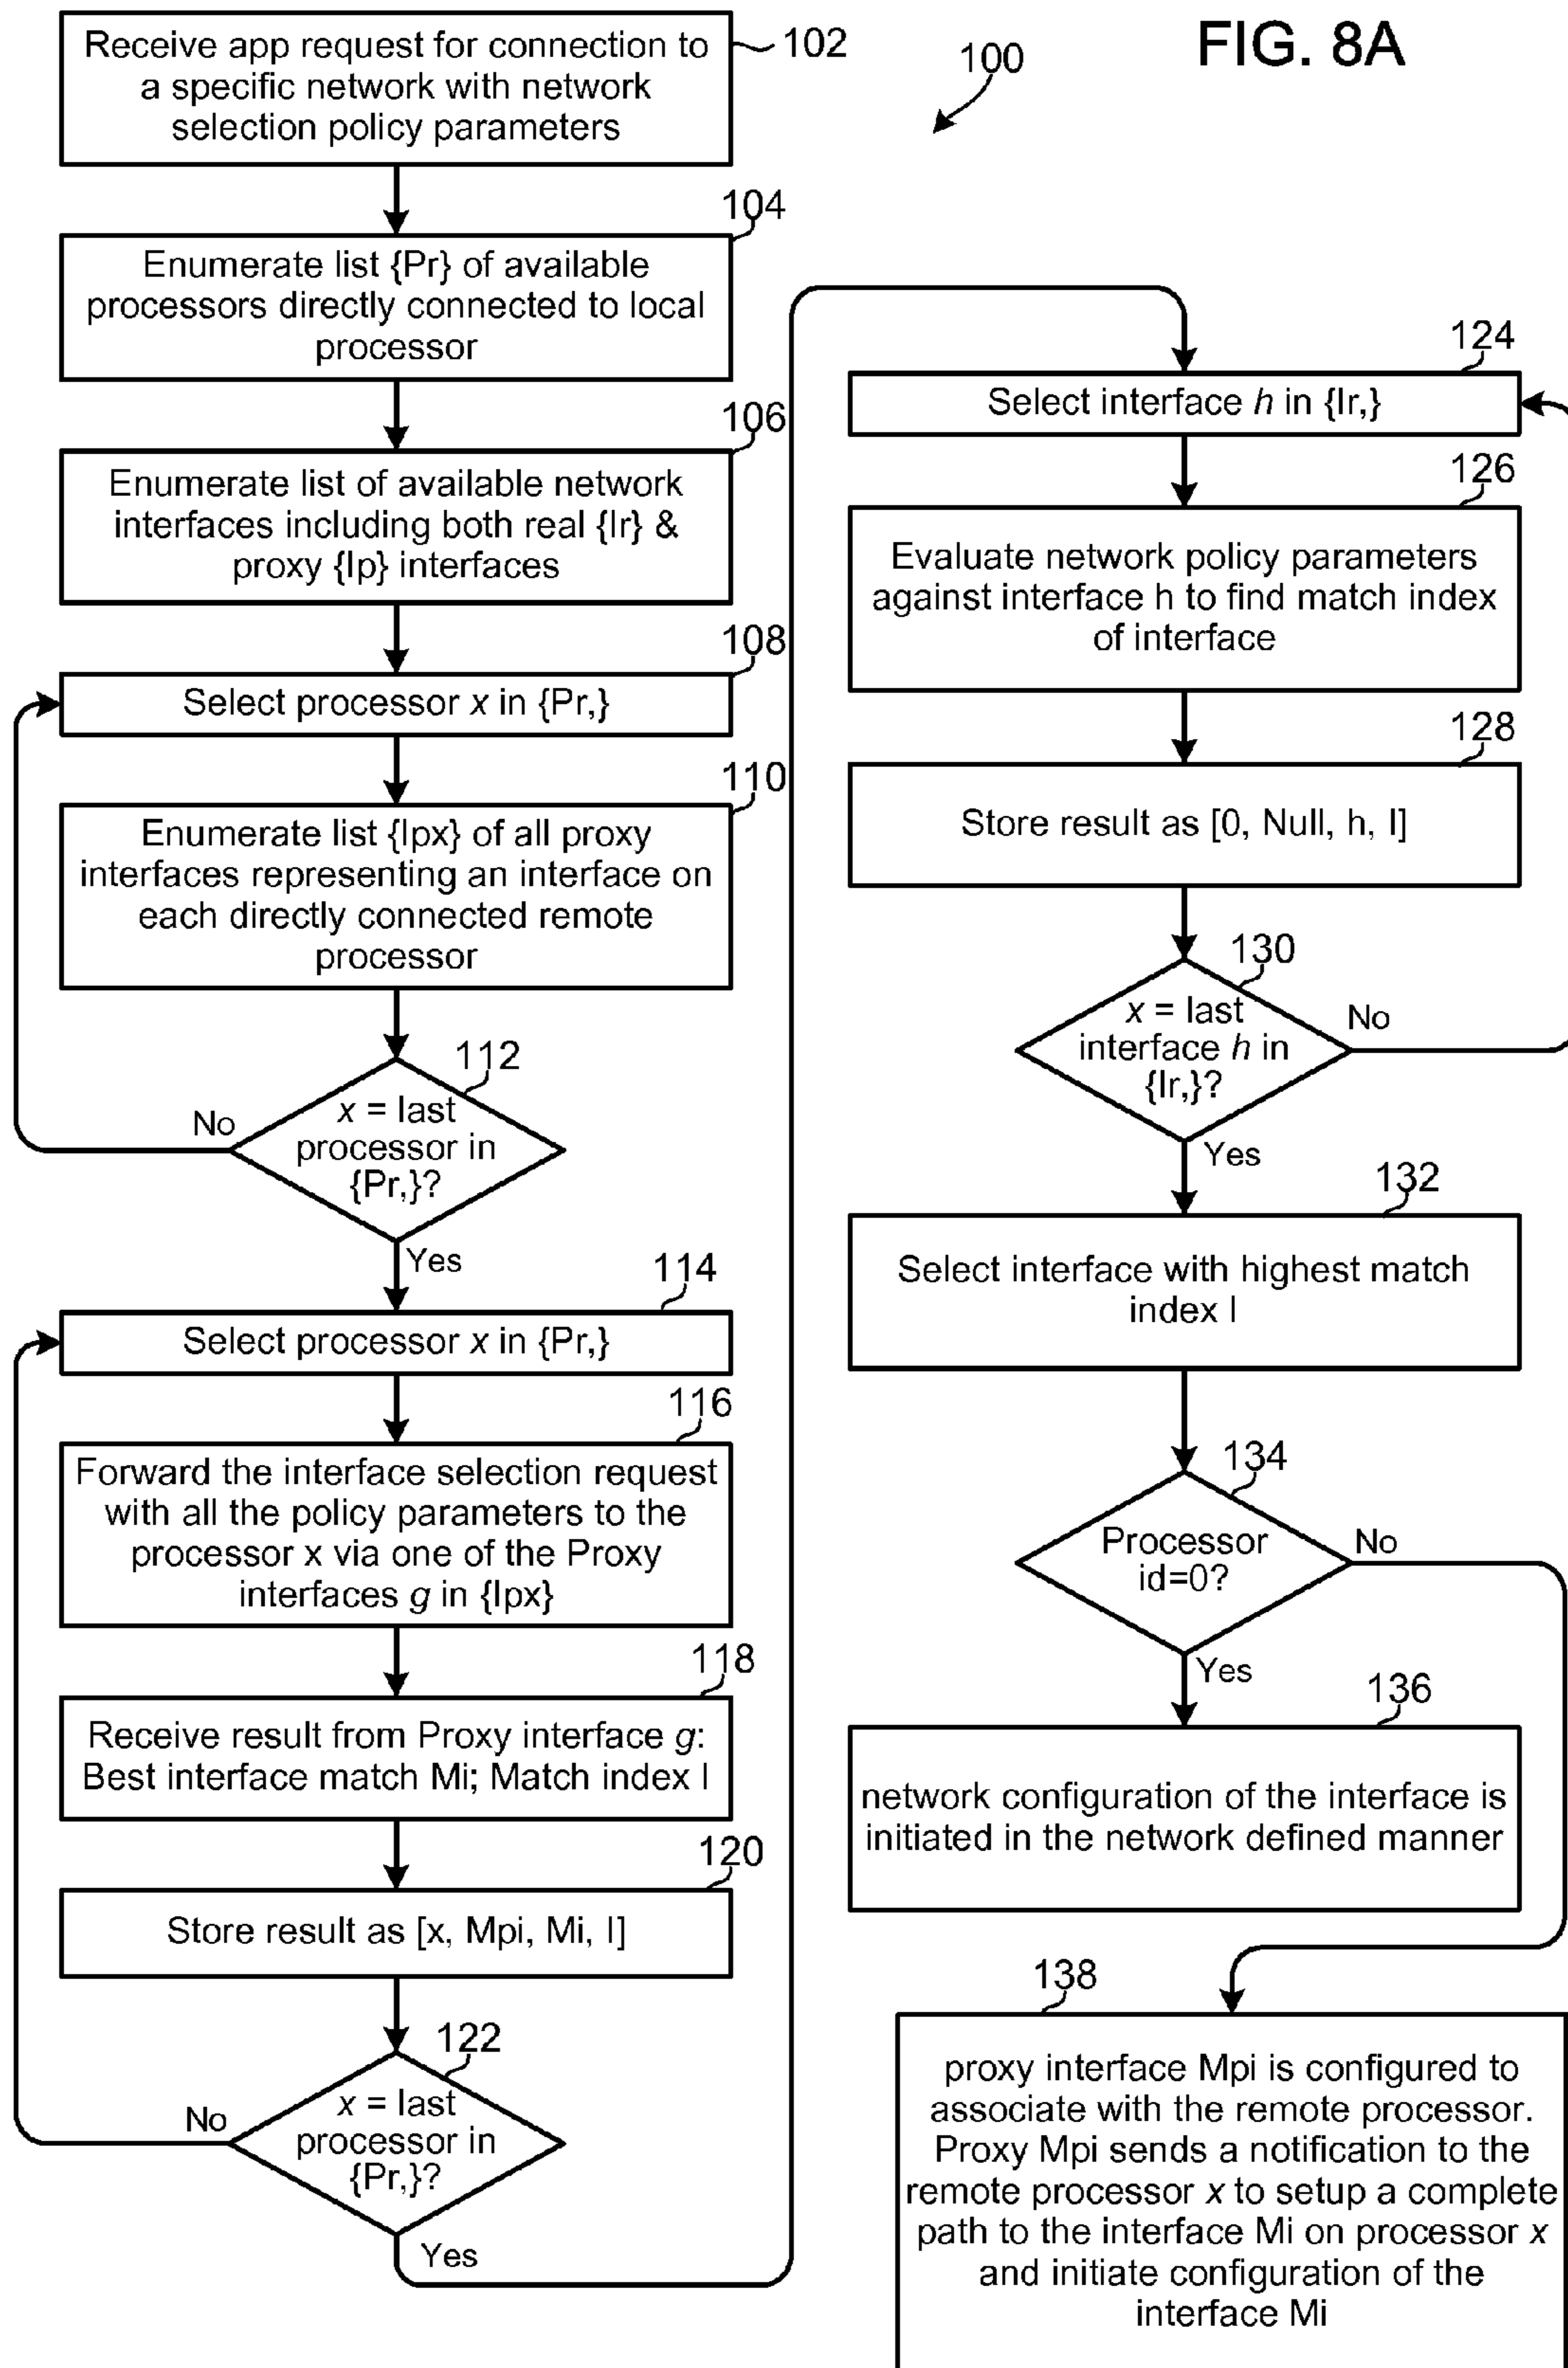 FIG. 8A
100
102
Receive app request for connection to
a specific network with network
selection policy parameters
104
Enumerate list {Pr} of available
processors directly connected to local
processor
106
Enumerate list of available network
interfaces including both real {Ir} &
proxy {Ip} interfaces
108
Select processor x in {Pr,}
110
Enumerate list {Ipx} of all proxy
interfaces representing an interface on
each directly connected remote
processor
112
x = last
processor in
{Pr,}?
No
Yes
114
Select processor x in {Pr,}
116
Forward the interface selection request
with all the policy parameters to the
processor x via one of the Proxy
interfaces g in {Ipx}
118
Receive result from Proxy interface g:
Best interface match Mi; Match index I
120
Store result as [x, Mpi, Mi, I]
122
x = last
processor in
{Pr,}?
No
Yes
124
Select interface h in {Ir,}
126
Evaluate network policy parameters
against interface h to find match index
of interface
128
Store result as [0, Null, h, I]
130
x = last
interface h in
{Ir,}?
No
Yes
132
Select interface with highest match
index I
134
Processor
id=0?
No
Yes
136
network configuration of the interface is
initiated in the network defined manner
138
proxy interface Mpi is configured to
associate with the remote processor.
Proxy Mpi sends a notification to the
remote processor x to setup a complete
path to the interface Mi on processor x
and initiate configuration of the
interface Mi